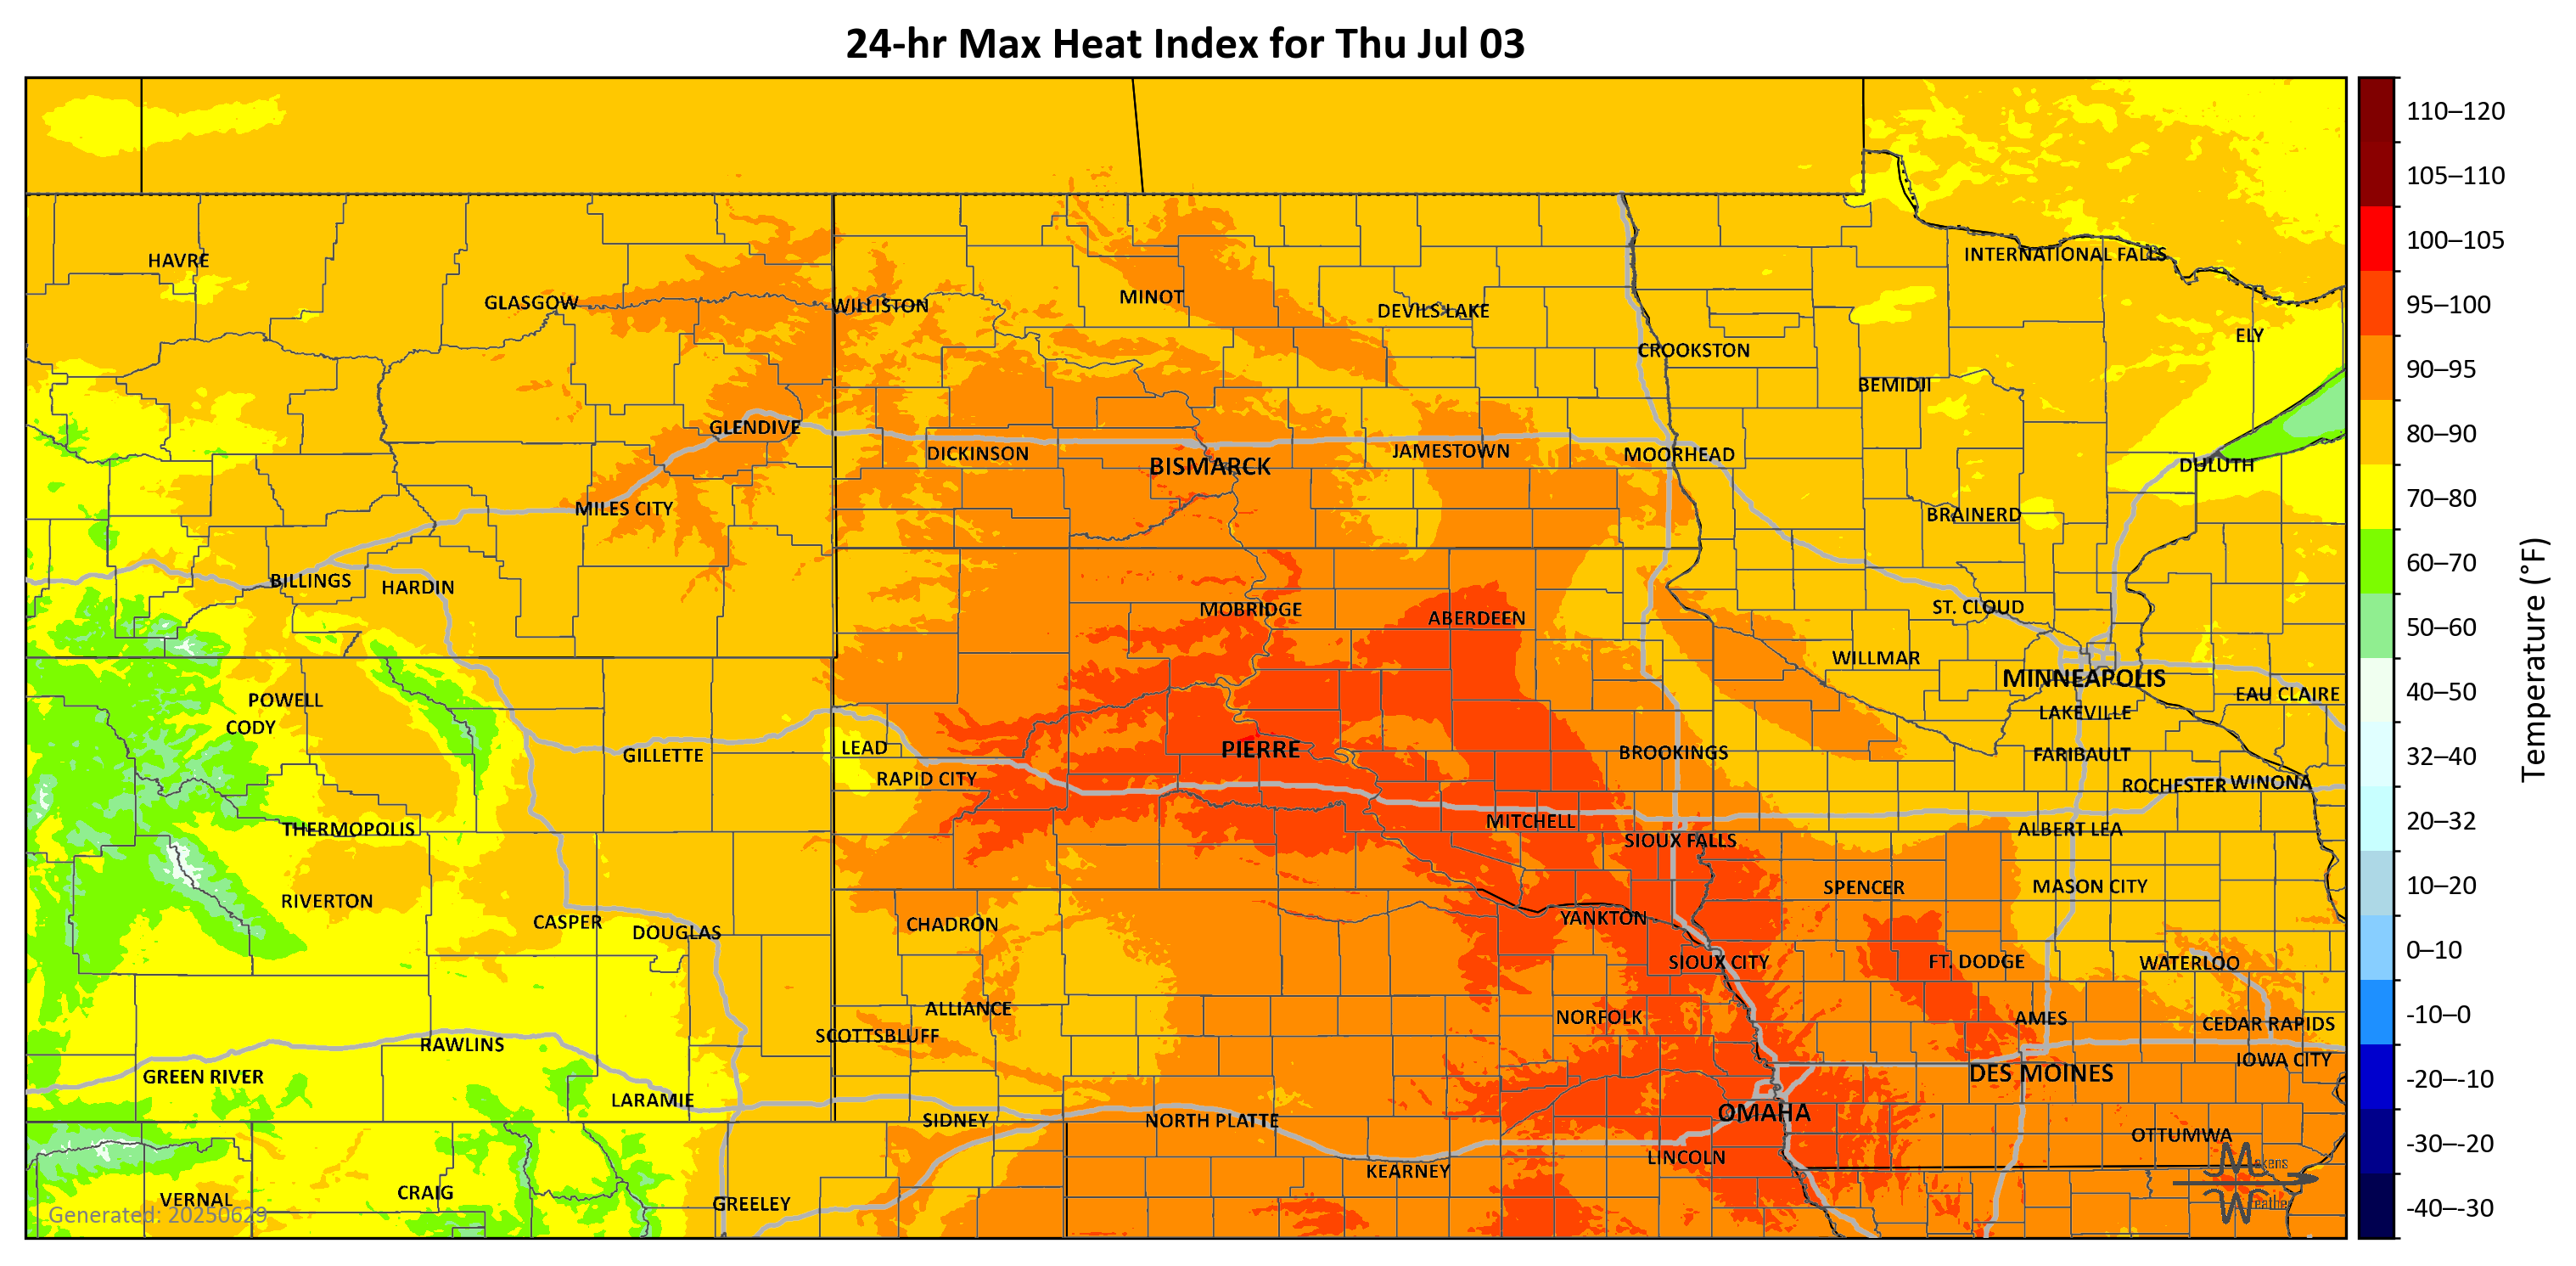 24-hr Max Heat Index for Thu Jul 03
110–120
105–110
100–105
95–100
90–95
80–90
70–80
60–70
50–60
40–50
32–40
20–32
10–20
0–10
-10–0
-20–-10
-30–-20
-40–-30
Temperature (°F)
HAVRE
INTERNATIONAL FALLS
GLASGOW
WILLISTON
MINOT
DEVILS LAKE
ELY
CROOKSTON
BEMIDJI
GLENDIVE
DICKINSON
BISMARCK
JAMESTOWN
MOORHEAD
DULUTH
MILES CITY
BRAINERD
BILLINGS
HARDIN
MOBRIDGE
ABERDEEN
ST. CLOUD
WILLMAR
MINNEAPOLIS
EAU CLAIRE
POWELL
CODY
LAKEVILLE
GILLETTE
LEAD
PIERRE
BROOKINGS
FARIBAULT
RAPID CITY
ROCHESTER
WINONA
THERMOPOLIS
MITCHELL
SIOUX FALLS
ALBERT LEA
RIVERTON
SPENCER
MASON CITY
CASPER
DOUGLAS
CHADRON
YANKTON
SIOUX CITY
FT. DODGE
WATERLOO
ALLIANCE
NORFOLK
AMES
CEDAR RAPIDS
SCOTTSBLUFF
RAWLINS
IOWA CITY
GREEN RIVER
DES MOINES
LARAMIE
SIDNEY
NORTH PLATTE
OMAHA
OTTUMWA
KEARNEY
LINCOLN
VERNAL
CRAIG
GREELEY
Generated: 20250629